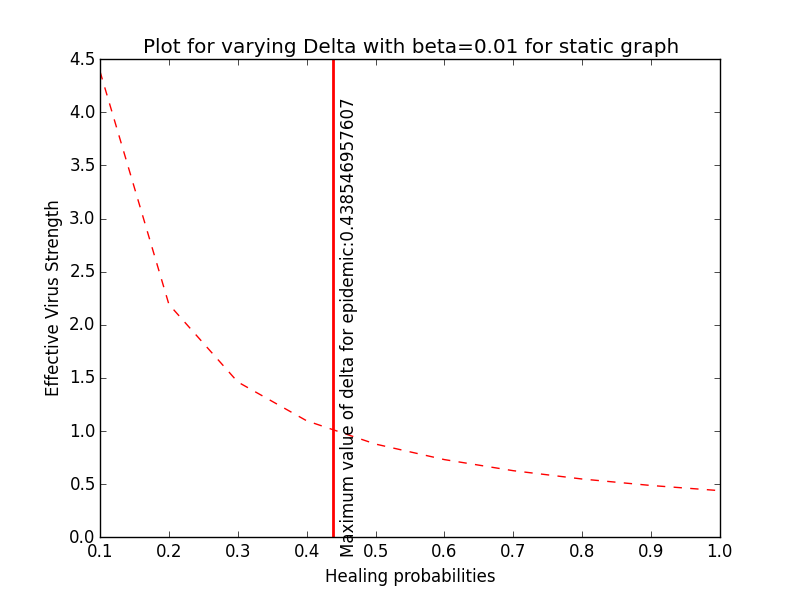 Plot for varying Delta with beta=0.01 for static graph
4.5
4.0
3.5
3.0
2.5
2.0
1.5
1.0
0.5
0.0
Effective Virus Strength
Maximum value of delta for epidemic:0.438546957607
0.1 0.2 0.3 0.4 0.5 0.6 0.7 0.8 0.9 1.0
Healing probabilities